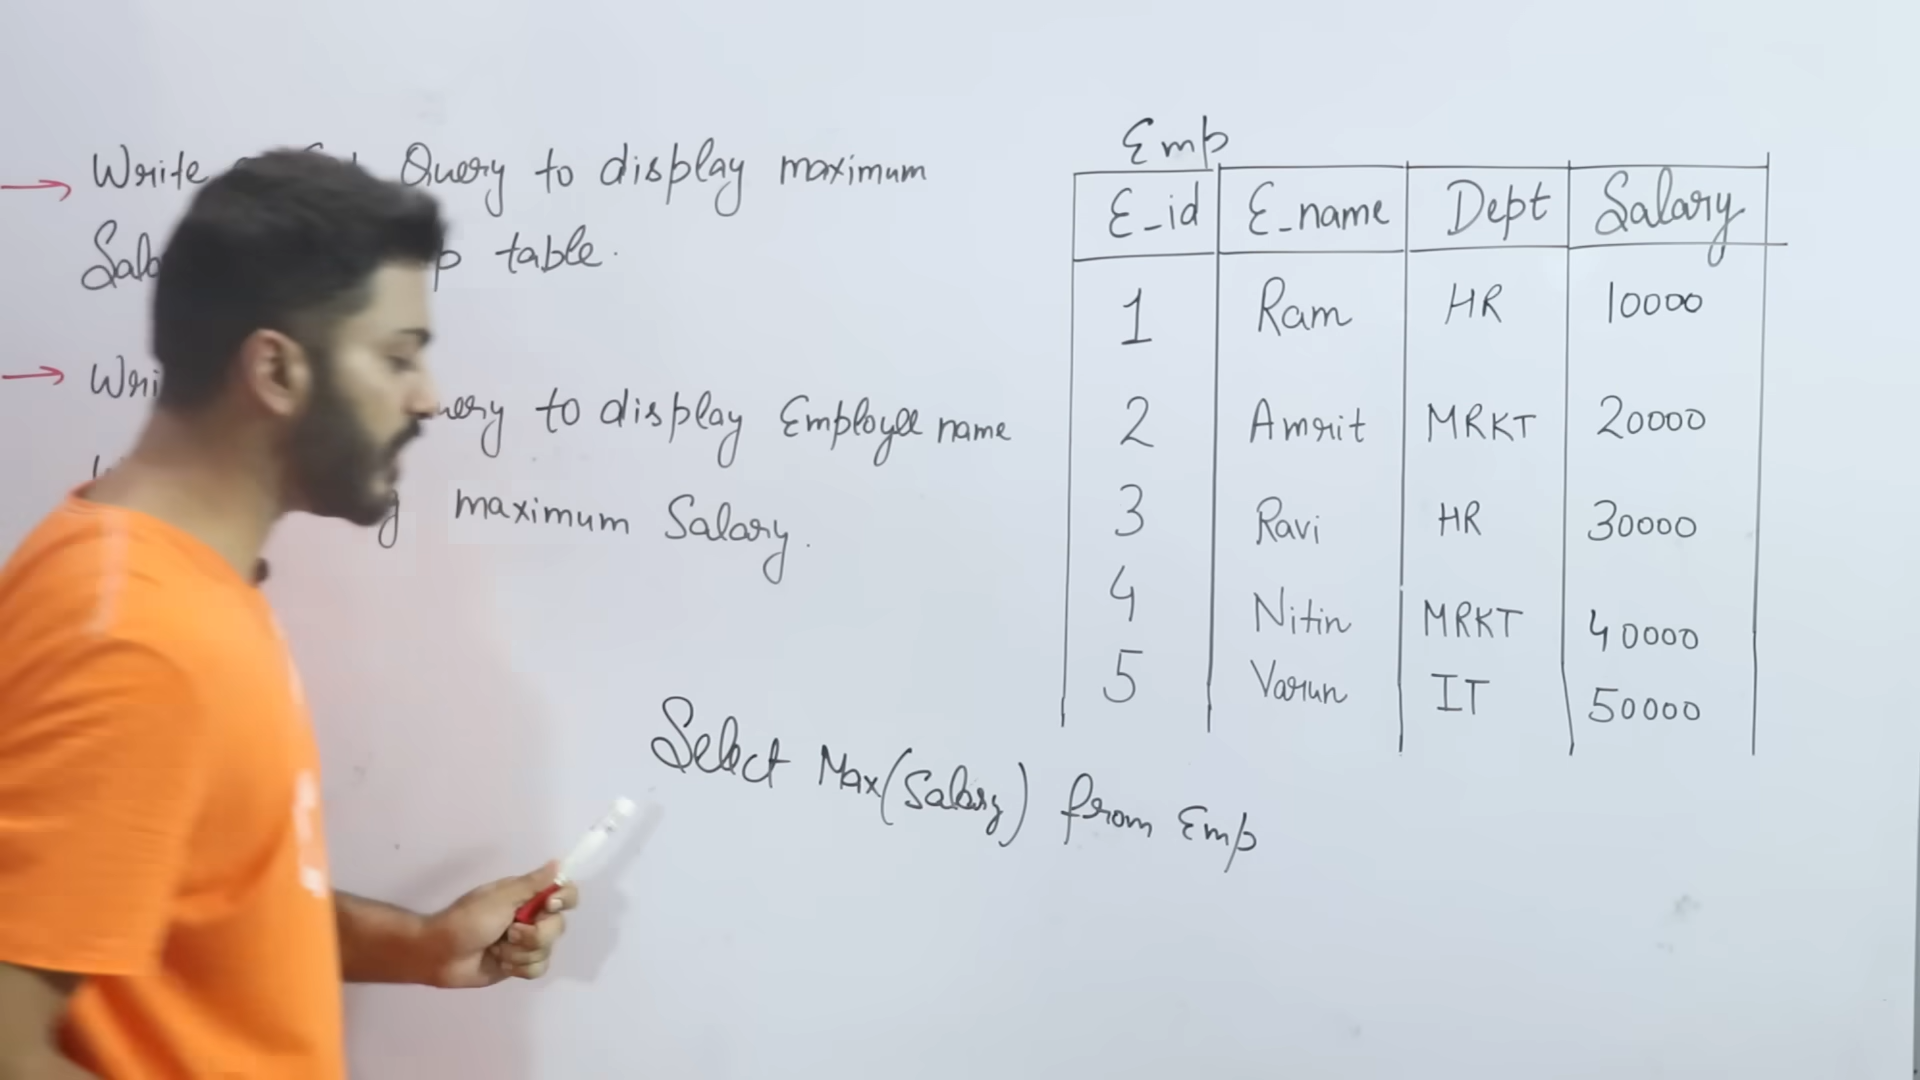 Write Query to display maximum
table.
Query to display Employee name
maximum Salary.
Emp
E_id E_name Dept Salary
1 Ram HR 10000
2 Amrit MRKT 20000
3 Ravi HR 30000
4 Nitin MRKT 40000
5 Varun IT 50000
Select Max(Salary) from Emp